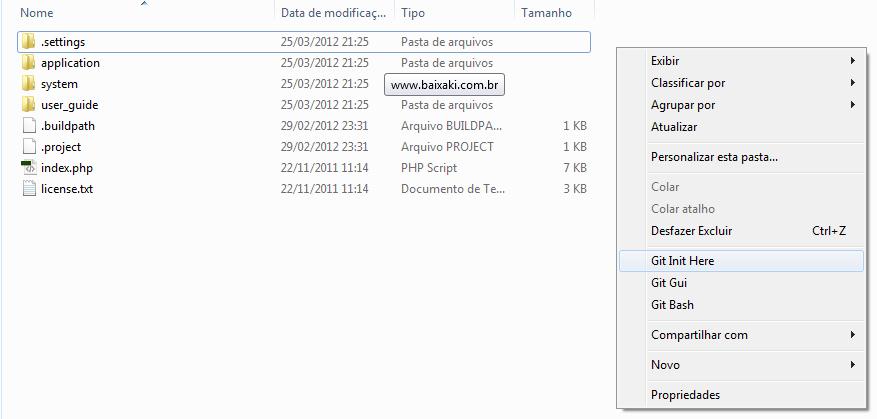 Nome Data de modificaç... Tipo Tamanho
.settings 25/03/2012 21:25 Pasta de arquivos
application 25/03/2012 21:25 Pasta de arquivos
system 25/03/2012 21:25
www.baixaki.com.br
user_guide 25/03/2012 21:25 Pasta de arquivos
.buildpath 29/02/2012 23:31 Arquivo BUILDPA... 1 KB
.project 29/02/2012 23:31 Arquivo PROJECT 1 KB
index.php 22/11/2011 11:14 PHP Script 7 KB
license.txt 22/11/2011 11:14 Documento de Te... 3 KB
Exibir
Classificar por
Agrupar por
Atualizar
Personalizar esta pasta...
Colar
Colar atalho
Desfazer Excluir Ctrl+Z
Git Init Here
Git Gui
Git Bash
Compartilhar com
Novo
Propriedades